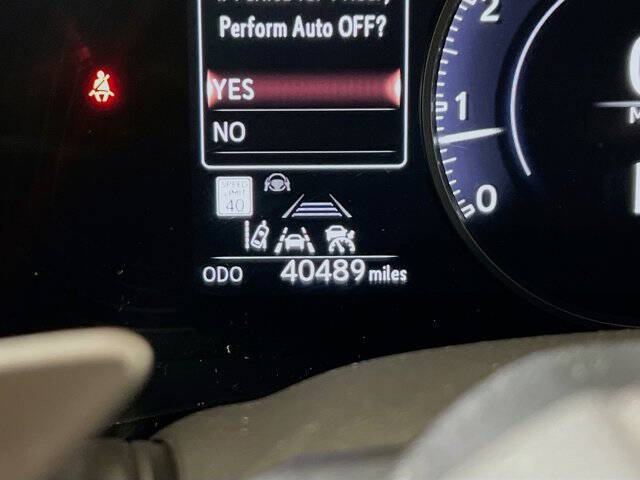 Perform Auto OFF?
YES
NO
SPEED
LIMIT
40
ODO 40489 miles
2
1
0